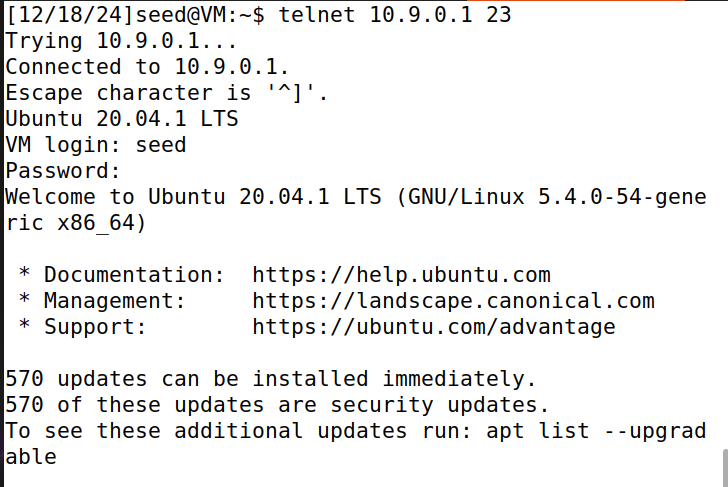 [12/18/24]seed@VM:~$ telnet 10.9.0.1 23
Trying 10.9.0.1...
Connected to 10.9.0.1.
Escape character is '^]'.
Ubuntu 20.04.1 LTS
VM login: seed
Password:
Welcome to Ubuntu 20.04.1 LTS (GNU/Linux 5.4.0-54-gene
ric x86_64)

 * Documentation:  https://help.ubuntu.com
 * Management:     https://landscape.canonical.com
 * Support:        https://ubuntu.com/advantage

570 updates can be installed immediately.
570 of these updates are security updates.
To see these additional updates run: apt list --upgrad
able